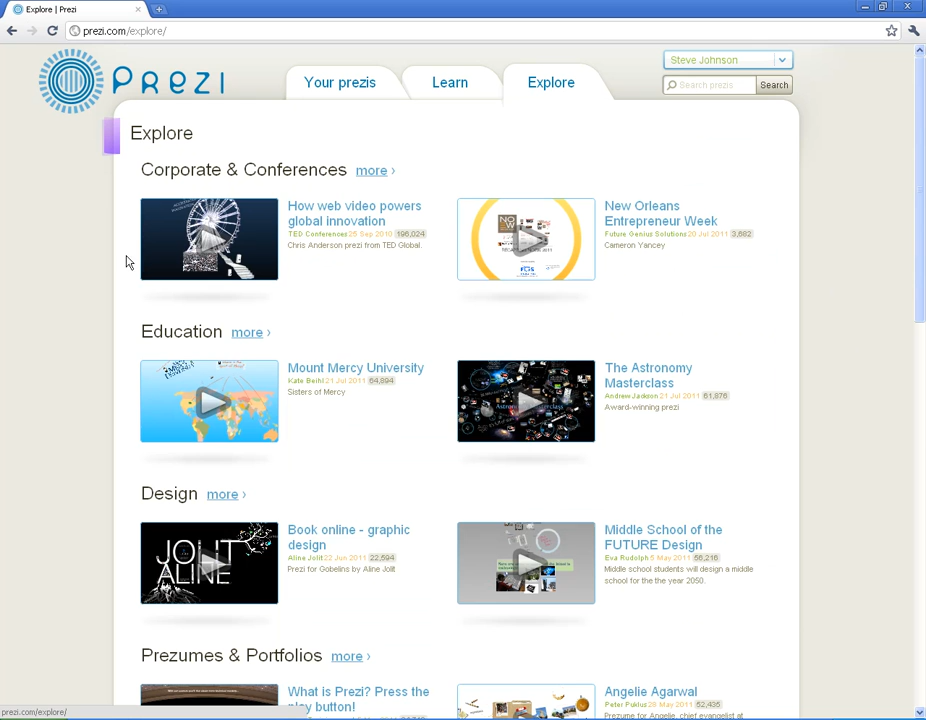 Explore | Prezi
prezi.com/explore/
Prezi
Your prezis
Learn
Explore
Steve Johnson
Search prezis
Search
Explore
Corporate & Conferences more ›
How web video powers
global innovation
TED Conferences 25 Sep 2010 196,024
Chris Anderson prezi from TED Global.
New Orleans
Entrepreneur Week
Future Genius Solutions 20 Jul 2011 3,682
Cameron Yancey
Education more ›
Mount Mercy University
Kate Beihl 21 Jul 2011 64,894
Sisters of Mercy
The Astronomy
Masterclass
Andrew Jackson 21 Jul 2011 61,876
Award-winning prezi
Design more ›
JOLIT
ALINE
Book online - graphic
design
Aline Jolit 22 Jun 2011 22,594
Prezi for Gobelins by Aline Jolit
Middle School of the
FUTURE Design
Eva Rudolph 5 May 2011 56,216
Middle school students will design a middle
school for the the year 2050.
Prezumes & Portfolios more ›
What is Prezi? Press the
play button!
Angelie Agarwal
Peter Puklus 28 May 2011 52,436
Prezume for Angelie, chief evangelist at
prezi.com/explore/